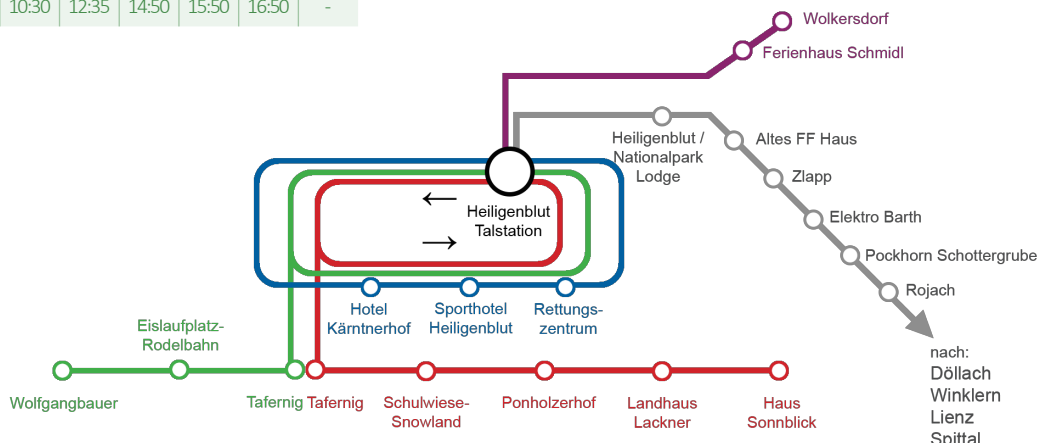 10:30 12:35 14:50 15:50 16:50 -
Wolkersdorf
Ferienhaus Schmidl
Heiligenblut /
Nationalpark
Lodge
Altes FF Haus
Zlapp
Elektro Barth
Pockhorn Schottergrube
Rojach
←
Heiligenblut
Talstation
→
Hotel
Kärntnerhof
Sporthotel
Heiligenblut
Rettungs-
zentrum
Eislaufplatz-
Rodelbahn
Wolfgangbauer
Tafernig
Tafernig
Schulwiese-
Snowland
Ponholzerhof
Landhaus
Lackner
Haus
Sonnblick
nach:
Döllach
Winklern
Lienz
Spittal